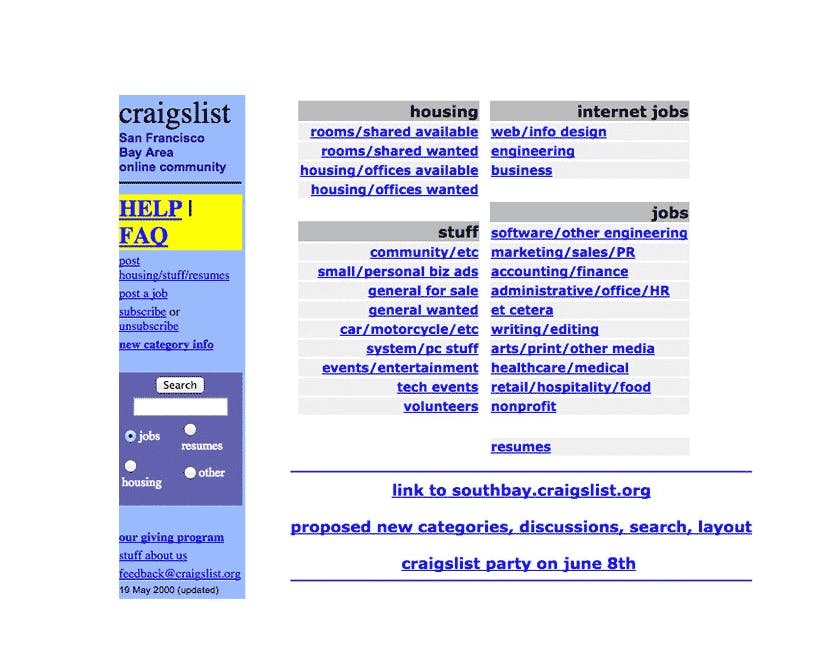 craigslist
San Francisco
Bay Area
online community
HELP |
FAQ
post
housing/stuff/resumes
post a job
subscribe or
unsubscribe
new category info
Search
jobs
resumes
housing
other
our giving program
stuff about us
feedback@craigslist.org
19 May 2000 (updated)
housing
rooms/shared available
rooms/shared wanted
housing/offices available
housing/offices wanted
stuff
community/etc
small/personal biz ads
general for sale
general wanted
car/motorcycle/etc
system/pc stuff
events/entertainment
tech events
volunteers
internet jobs
web/info design
engineering
business
jobs
software/other engineering
marketing/sales/PR
accounting/finance
administrative/office/HR
et cetera
writing/editing
arts/print/other media
healthcare/medical
retail/hospitality/food
nonprofit
resumes
link to southbay.craigslist.org
proposed new categories, discussions, search, layout
craigslist party on june 8th